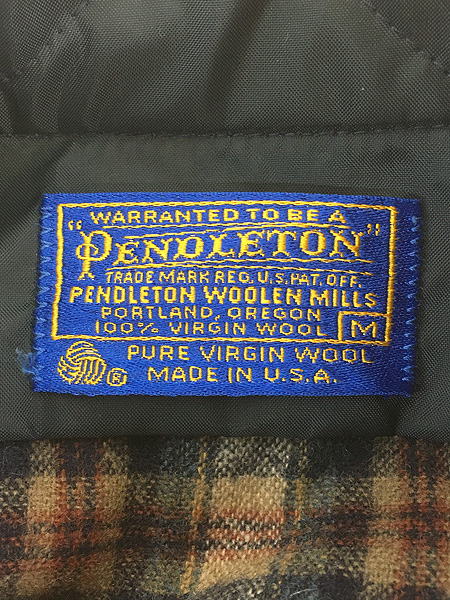 WARRANTED TO BE A
"PENDLETON"
TRADE MARK REG. U.S. PAT. OFF.
PENDLETON WOOLEN MILLS
PORTLAND, OREGON
100% VIRGIN WOOL M
® PURE VIRGIN WOOL
MADE IN U.S.A.